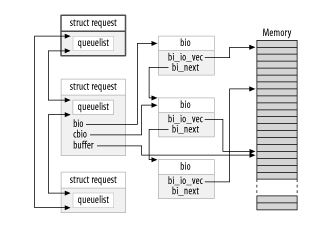 struct request
queuelist
struct request
queuelist
bio
cbio
buffer
struct request
queuelist
bio
bi_io_vec
bi_next
bio
bi_io_vec
bi_next
bio
bi_io_vec
bi_next
Memory